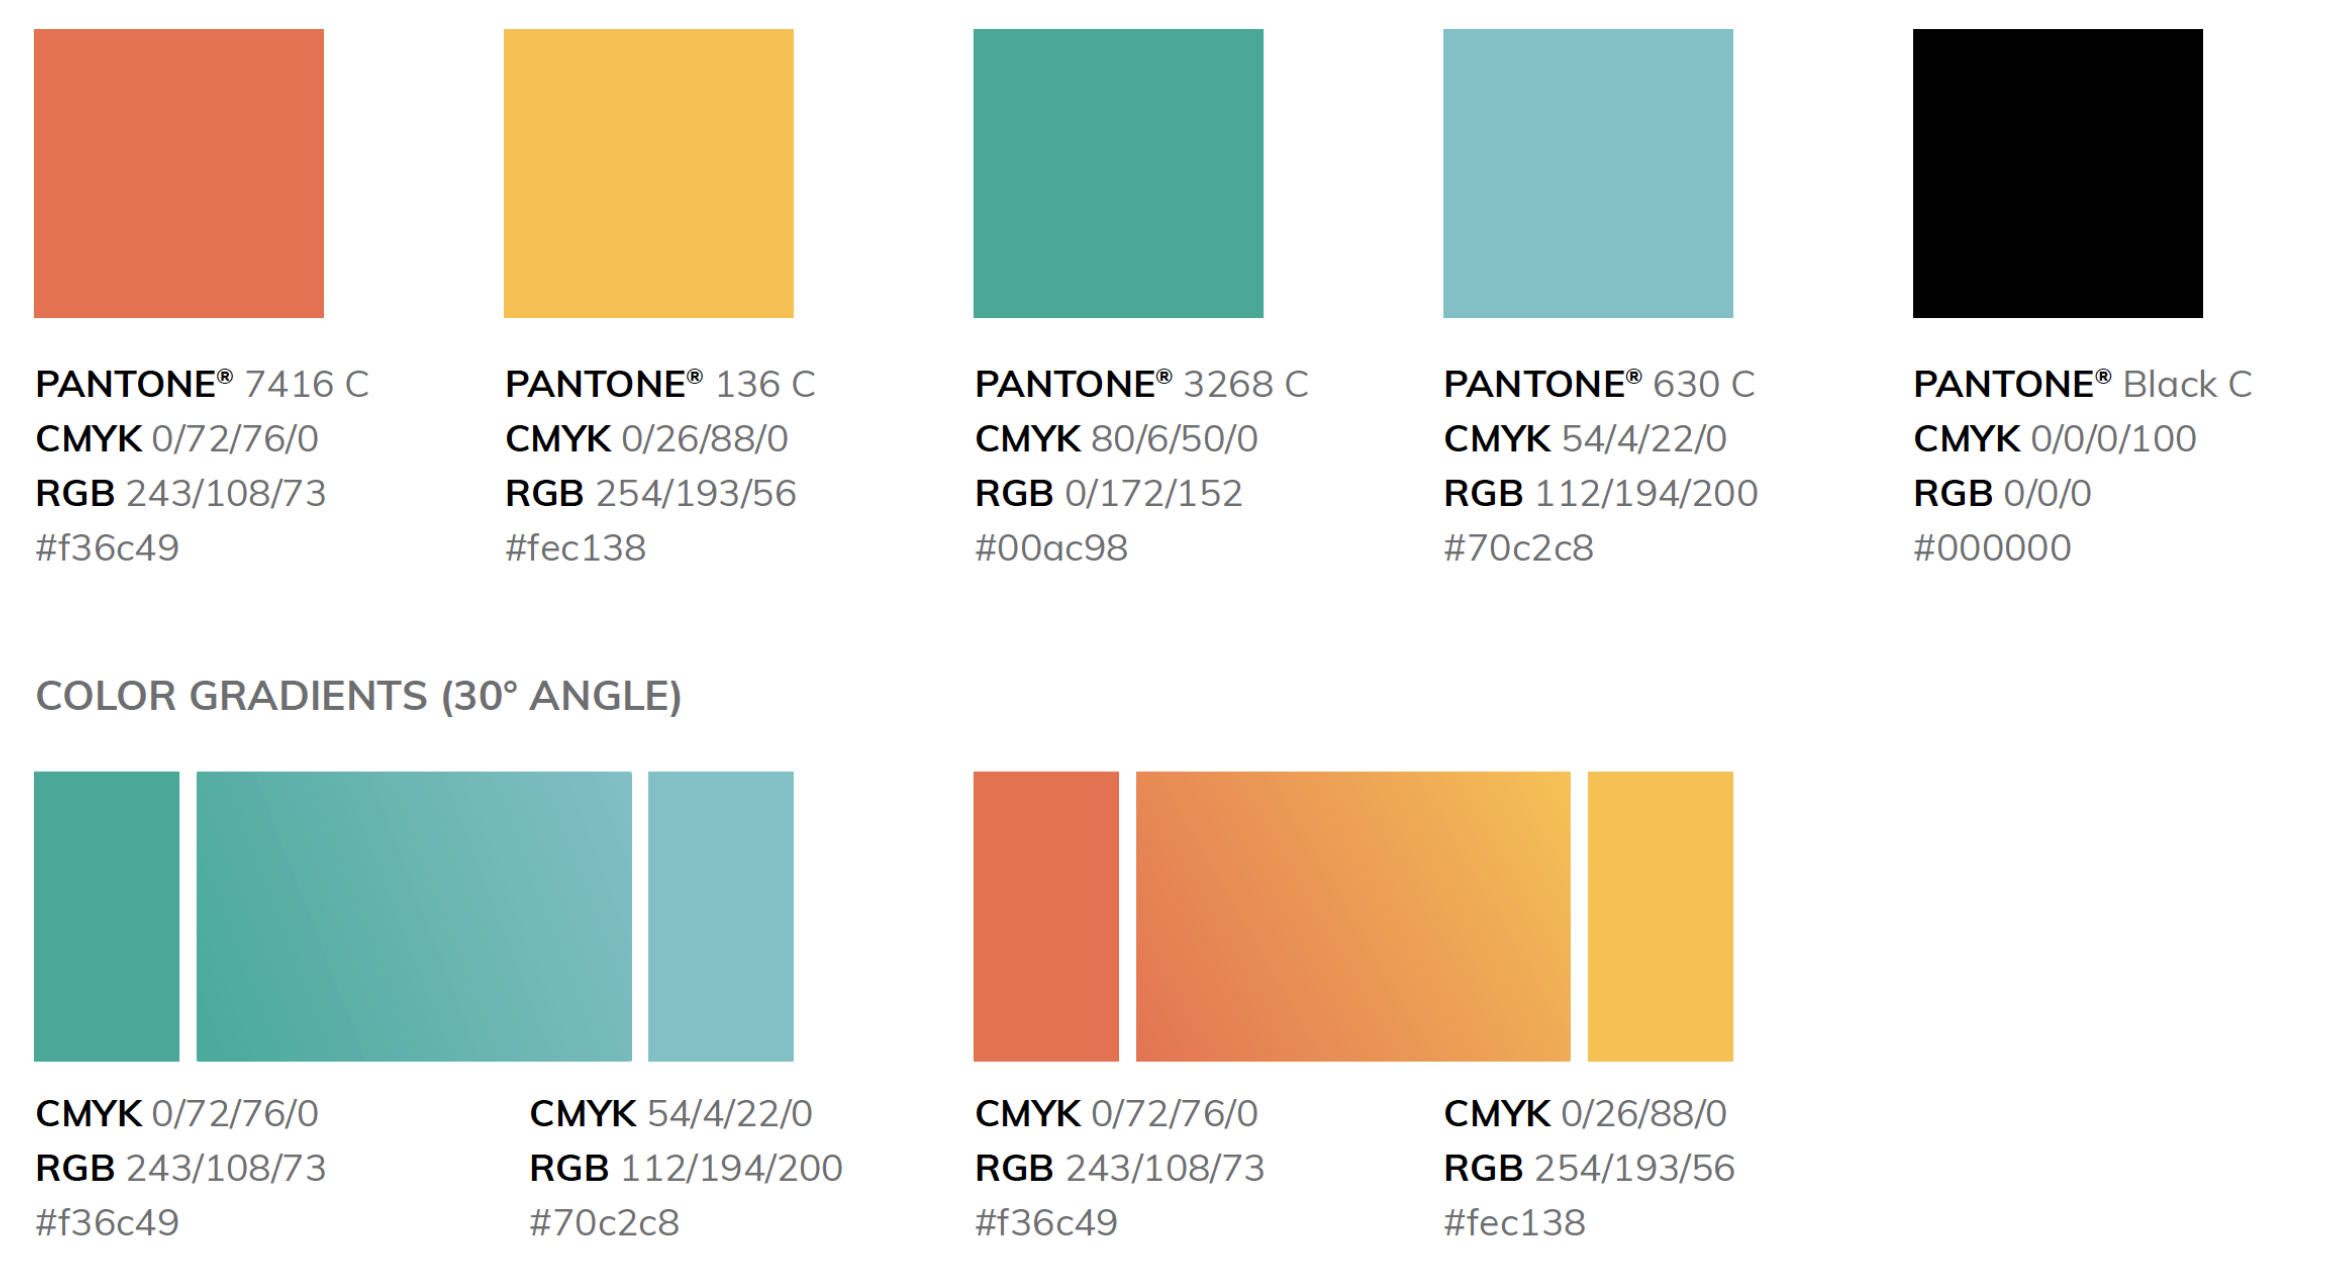 PANTONE® 7416 C
CMYK 0/72/76/0
RGB 243/108/73
#f36c49
PANTONE® 136 C
CMYK 0/26/88/0
RGB 254/193/56
#fec138
PANTONE® 3268 C
CMYK 80/6/50/0
RGB 0/172/152
#00ac98
PANTONE® 630 C
CMYK 54/4/22/0
RGB 112/194/200
#70c2c8
PANTONE® Black C
CMYK 0/0/0/100
RGB 0/0/0
#000000
COLOR GRADIENTS (30° ANGLE)
CMYK 0/72/76/0
RGB 243/108/73
#f36c49
CMYK 54/4/22/0
RGB 112/194/200
#70c2c8
CMYK 0/72/76/0
RGB 243/108/73
#f36c49
CMYK 0/26/88/0
RGB 254/193/56
#fec138